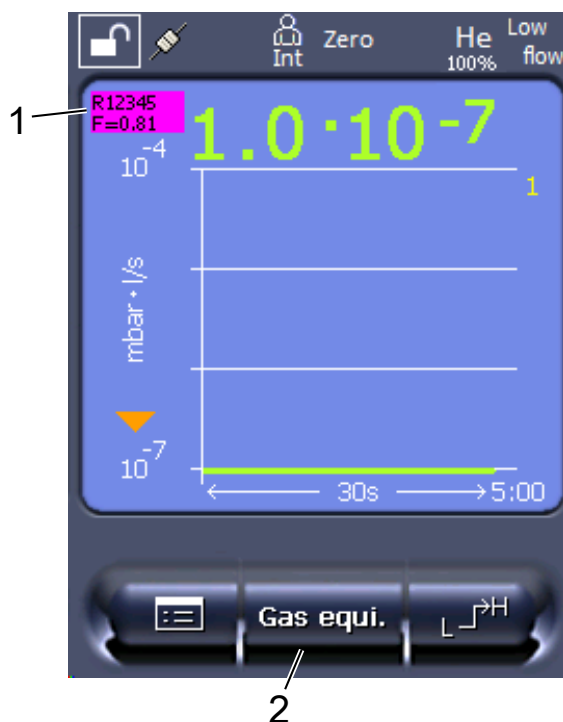 Int Zero He 100% Low flow
1 R12345
F=0.81
1.0·10-7
10-4
1
mbar·l/s
10-7
30s 5:00
Gas equi. L H
2